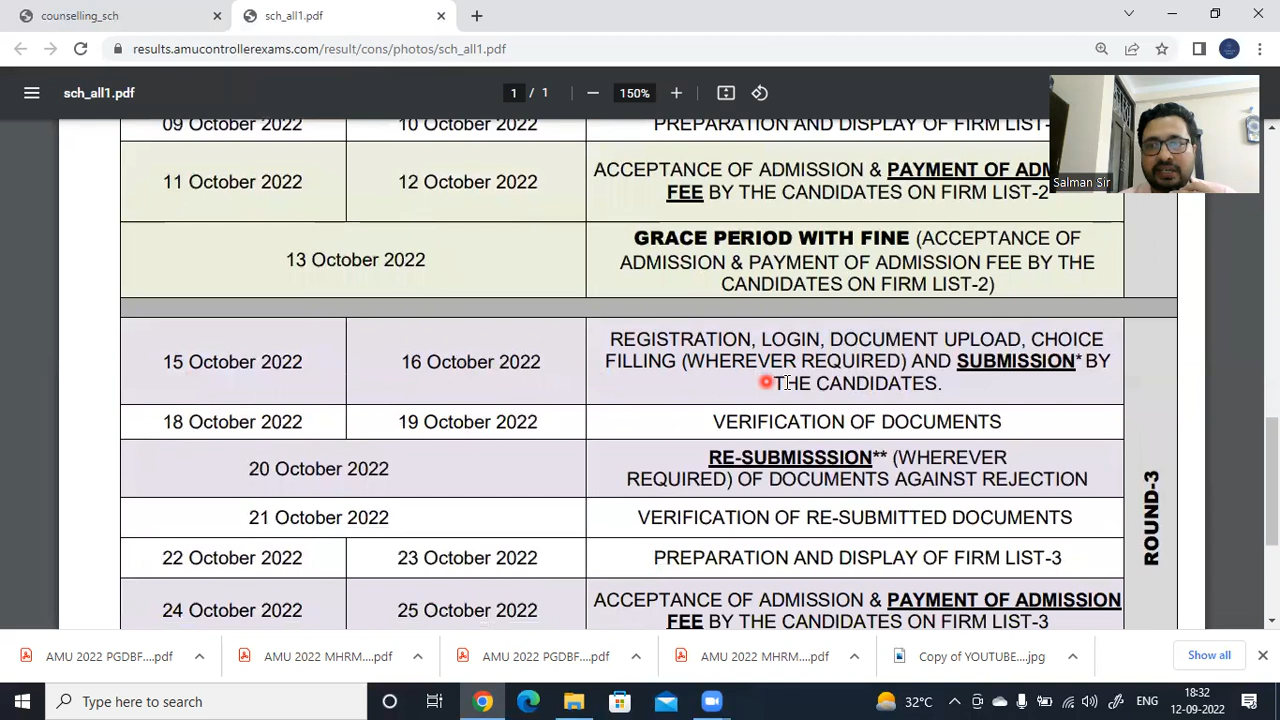 counselling_sch
sch_all1.pdf
results.amucontrollerexams.com/result/cons/photos/sch_all1.pdf
sch_all1.pdf
1 / 1
150%
Salman Sir
09 October 2022 10 October 2022 PREPARATION AND DISPLAY OF FIRM LIST-
11 October 2022 12 October 2022 ACCEPTANCE OF ADMISSION & PAYMENT OF ADM
FEE BY THE CANDIDATES ON FIRM LIST-2
13 October 2022 GRACE PERIOD WITH FINE (ACCEPTANCE OF
ADMISSION & PAYMENT OF ADMISSION FEE BY THE
CANDIDATES ON FIRM LIST-2)
15 October 2022 16 October 2022 REGISTRATION, LOGIN, DOCUMENT UPLOAD, CHOICE
FILLING (WHEREVER REQUIRED) AND SUBMISSION* BY
THE CANDIDATES.
18 October 2022 19 October 2022 VERIFICATION OF DOCUMENTS
20 October 2022 RE-SUBMISSSION** (WHEREVER
REQUIRED) OF DOCUMENTS AGAINST REJECTION
21 October 2022 VERIFICATION OF RE-SUBMITTED DOCUMENTS
22 October 2022 23 October 2022 PREPARATION AND DISPLAY OF FIRM LIST-3
24 October 2022 25 October 2022 ACCEPTANCE OF ADMISSION & PAYMENT OF ADMISSION
FEE BY THE CANDIDATES ON FIRM LIST-3
ROUND-3
AMU 2022 PGDBF....pdf
AMU 2022 MHRM....pdf
AMU 2022 PGDBF....pdf
AMU 2022 MHRM....pdf
Copy of YOUTUBE....jpg
Show all
Type here to search
32°C
ENG
18:32
12-09-2022